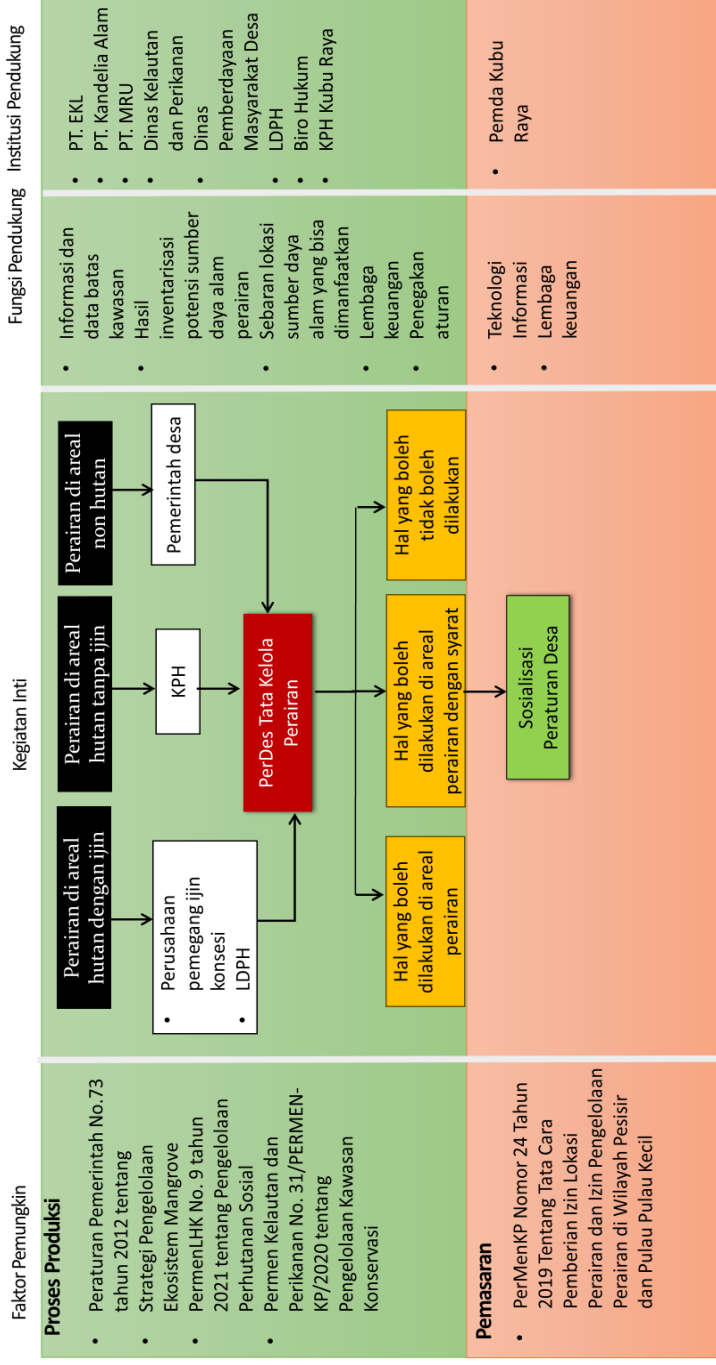 Faktor Pemungkin
Kegiatan Inti
Fungsi Pendukung
Institusi Pendukung
Proses Produksi
• Peraturan Pemerintah No.73
tahun 2012 tentang
• Strategi Pengelolaan
Ekosistem Mangrove
• PermenLHK No. 9 tahun
2021 tentang Pengelolaan
Perhutanan Sosial
• Permen Kelautan dan
Perikanan No. 31/PERMEN-
KP/2020 tentang
Pengelolaan Kawasan
Konservasi
Perairan di areal
hutan dengan ijin
Perairan di areal
hutan tanpa ijin
Perairan di areal
non hutan
• Perusahaan
pemegang ijin
konsesi
• LDPH
KPH
Pemerintah desa
PerDes Tata Kelola
Perairan
Hal yang boleh
dilakukan di areal
perairan
Hal yang boleh
dilakukan di areal
perairan dengan syarat
Hal yang boleh
tidak boleh
dilakukan
• Informasi dan
data batas
kawasan
• Hasil
inventarisasi
potensi sumber
daya alam
perairan
• Sebaran lokasi
sumber daya
alam yang bisa
dimanfaatkan
• Lembaga
keuangan
• Penegakan
aturan
• PT. EKL
• PT. Kandelia Alam
• PT. MRU
• Dinas Kelautan
dan Perikanan
• Dinas
Pemberdayaan
Masyarakat Desa
• LDPH
• Biro Hukum
• KPH Kubu Raya
Pemasaran
• PerMenKP Nomor 24 Tahun
2019 Tentang Tata Cara
Pemberian Izin Lokasi
Perairan dan Izin Pengelolaan
Perairan di Wilayah Pesisir
dan Pulau Pulau Kecil
Sosialisasi
Peraturan Desa
• Teknologi
Informasi
• Lembaga
keuangan
• Pemda Kubu
Raya